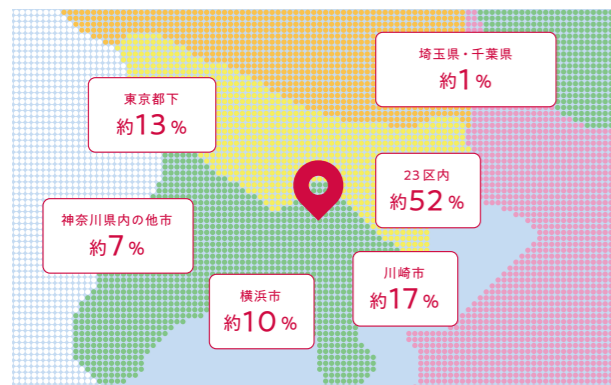 埼玉県・千葉県
約1%
東京都下
約13%
23区内
約52%
神奈川県内の他市
約7%
川崎市
約17%
横浜市
約10%